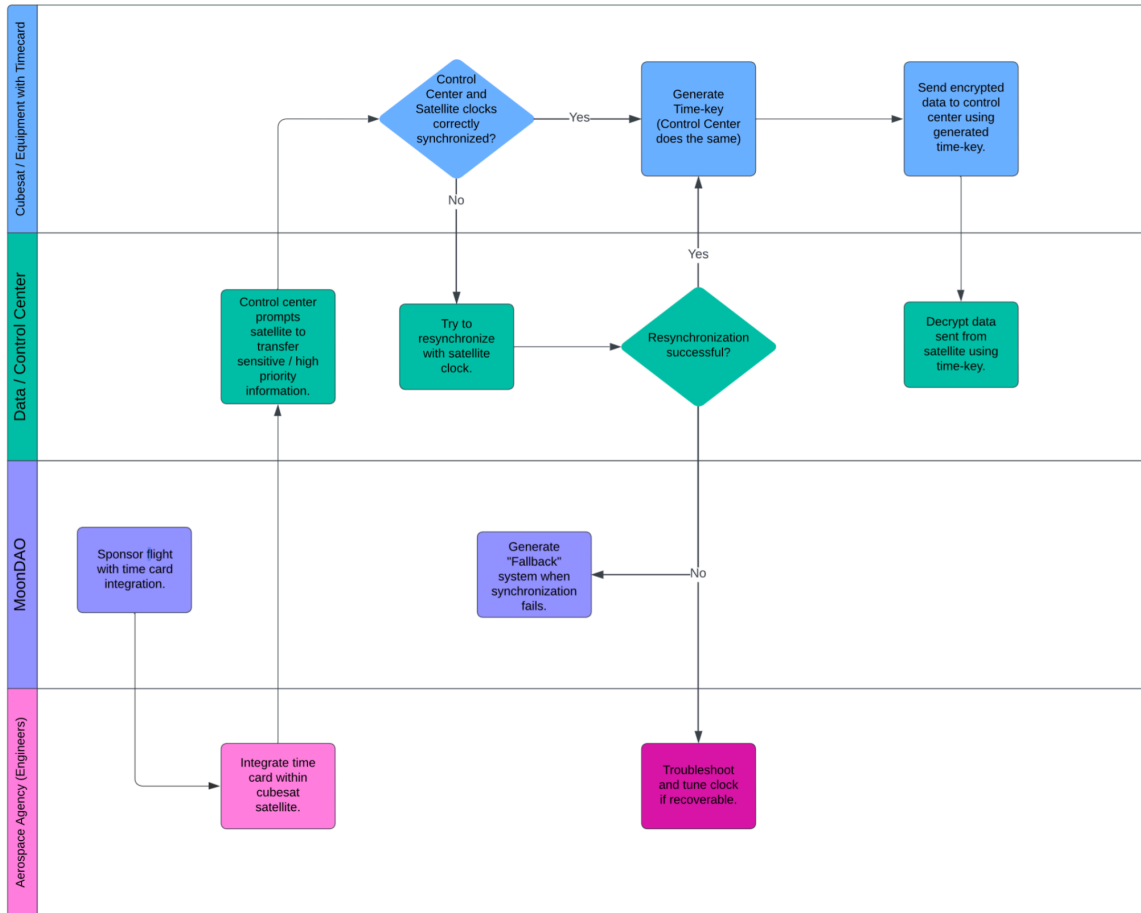 Cubesat / Equipment with Timecard
Control
Center and
Satellite clocks
correctly
synchronized?
Yes
Generate
Time-key
(Control Center
does the same)
Send encrypted
data to control
center using
generated
time-key.
No
Data / Control Center
Control center
prompts
satellite to
transfer
sensitive / high
priority
information.
Try to
resynchronize
with satellite
clock.
Yes
Resynchronization
successful?
Decrypt data
sent from
satellite using
time-key.
MoonDAO
Sponsor flight
with time card
integration.
Generate
"Fallback"
system when
synchronization
fails.
No
Aerospace Agency (Engineers)
Integrate time
card within
cubesat
satellite.
Troubleshoot
and tune clock
if recoverable.